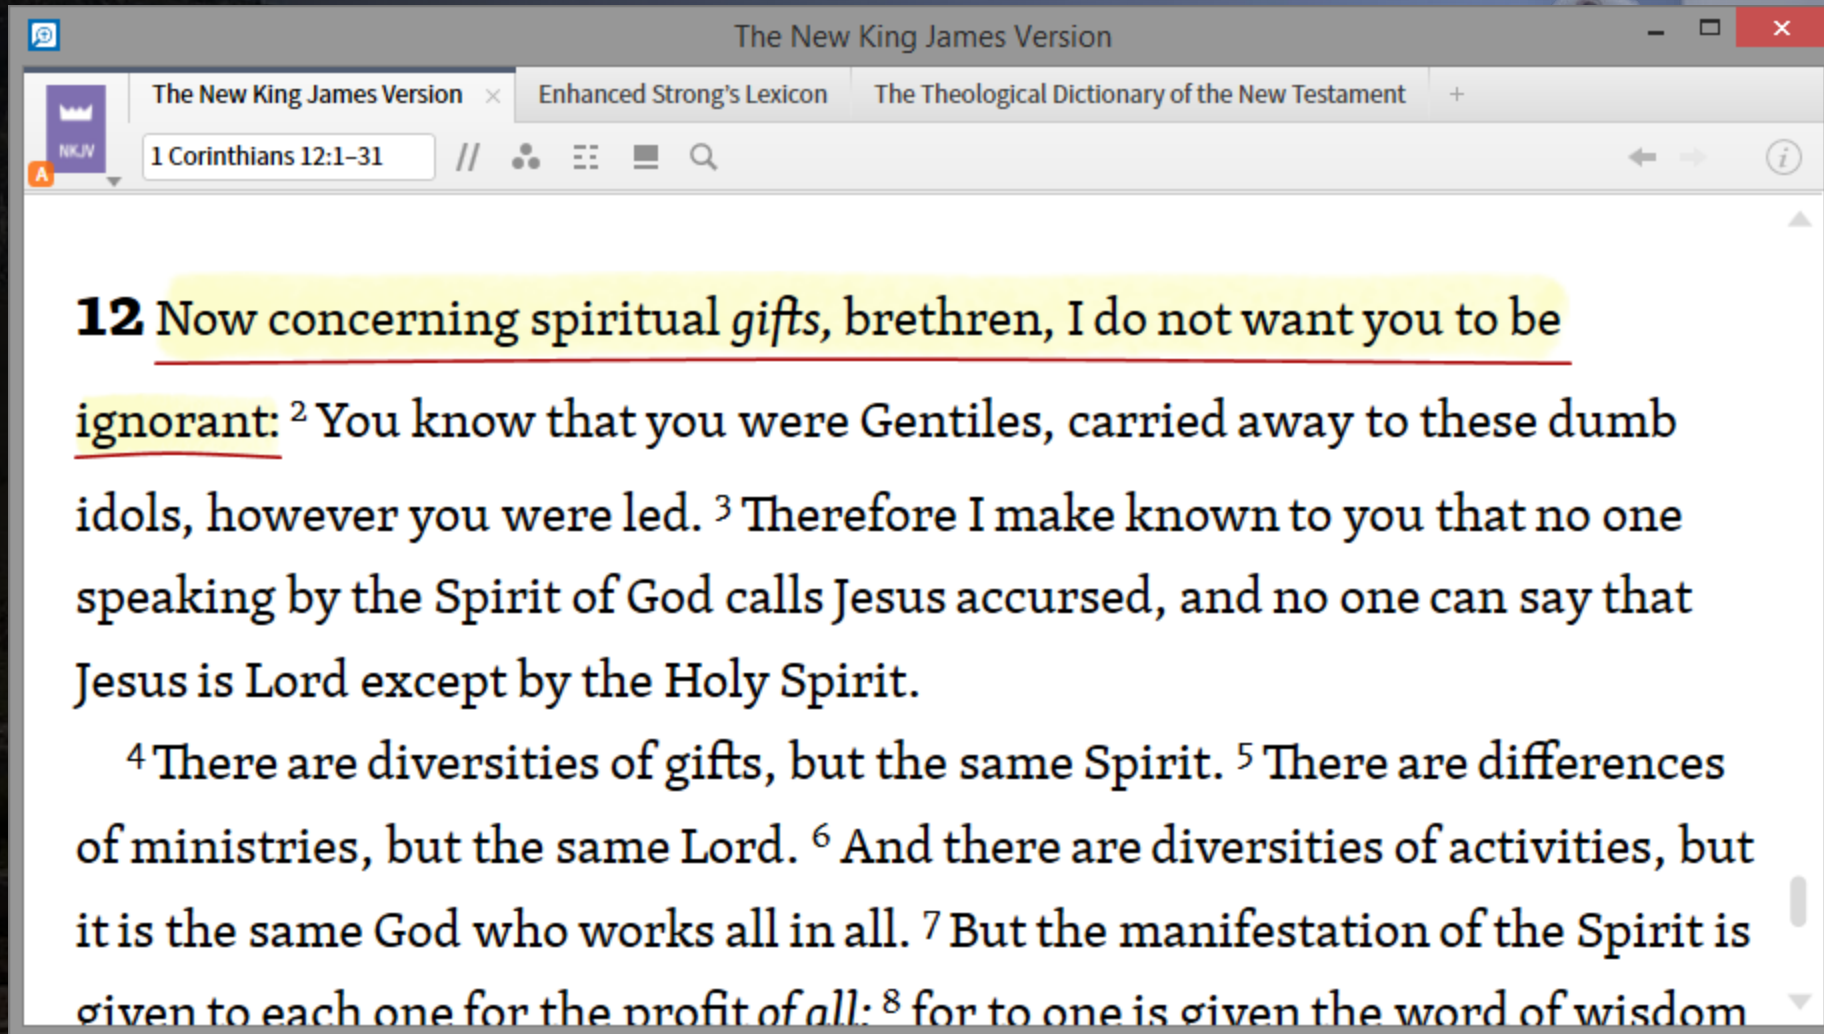 The New King James Version
The New King James Version Enhanced Strong's Lexicon The Theological Dictionary of the New Testament
NKJV
A
1 Corinthians 12:1–31
12 Now concerning spiritual gifts, brethren, I do not want you to be
ignorant: 2 You know that you were Gentiles, carried away to these dumb
idols, however you were led. 3 Therefore I make known to you that no one
speaking by the Spirit of God calls Jesus accursed, and no one can say that
Jesus is Lord except by the Holy Spirit.
4 There are diversities of gifts, but the same Spirit. 5 There are differences
of ministries, but the same Lord. 6 And there are diversities of activities, but
it is the same God who works all in all. 7 But the manifestation of the Spirit is
given to each one for the profit of all: 8 for to one is given the word of wisdom